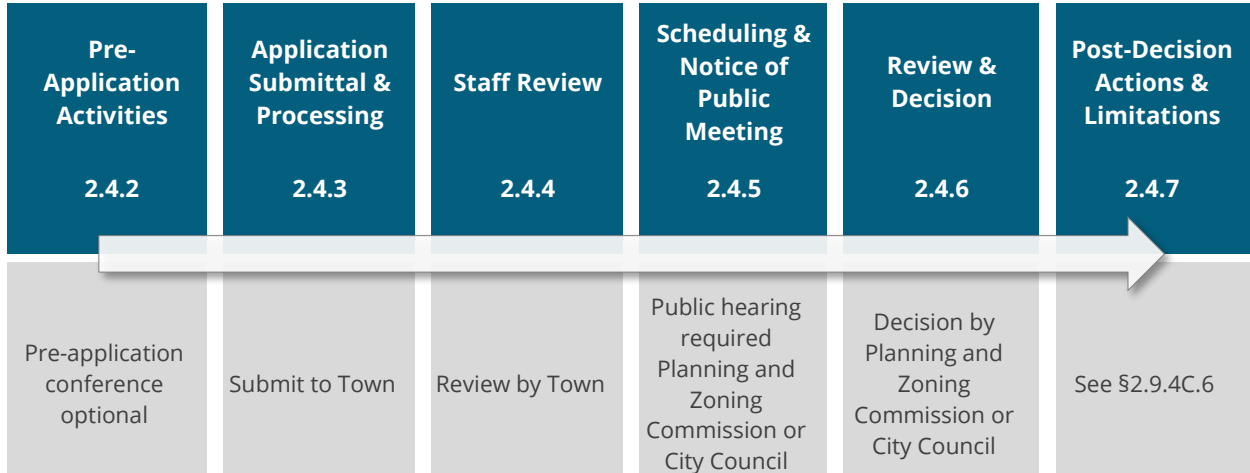 Pre-
Application
Activities
2.4.2
Application
Submittal &
Processing
2.4.3
Staff Review
2.4.4
Scheduling &
Notice of
Public
Meeting
2.4.5
Review &
Decision
2.4.6
Post-Decision
Actions &
Limitations
2.4.7
Pre-application
conference
optional
Submit to Town
Review by Town
Public hearing
required
Planning and
Zoning
Commission or
City Council
Decision by
Planning and
Zoning
Commission or
City Council
See §2.9.4C.6